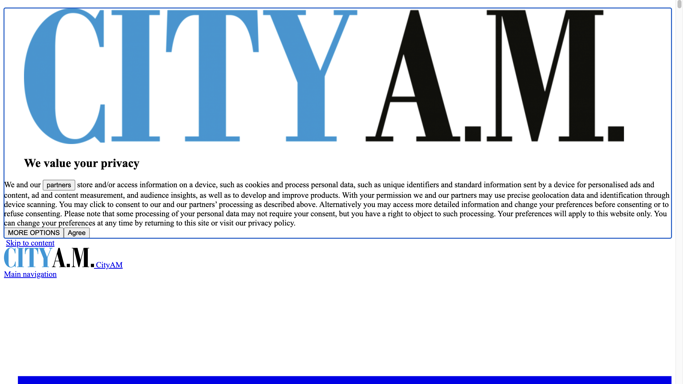 CITY A.M.
We value your privacy
We and our partners store and/or access information on a device, such as cookies and process personal data, such as unique identifiers and standard information sent by a device for personalised ads and
content, ad and content measurement, and audience insights, as well as to develop and improve products. With your permission we and our partners may use precise geolocation data and identification through
device scanning. You may click to consent to our and our partners’ processing as described above. Alternatively you may access more detailed information and change your preferences before consenting or to
refuse consenting. Please note that some processing of your personal data may not require your consent, but you have a right to object to such processing. Your preferences will apply to this website only. You
can change your preferences at any time by returning to this site or visit our privacy policy.
MORE OPTIONS Agree
Skip to content
CITY A.M. CityAM
Main navigation